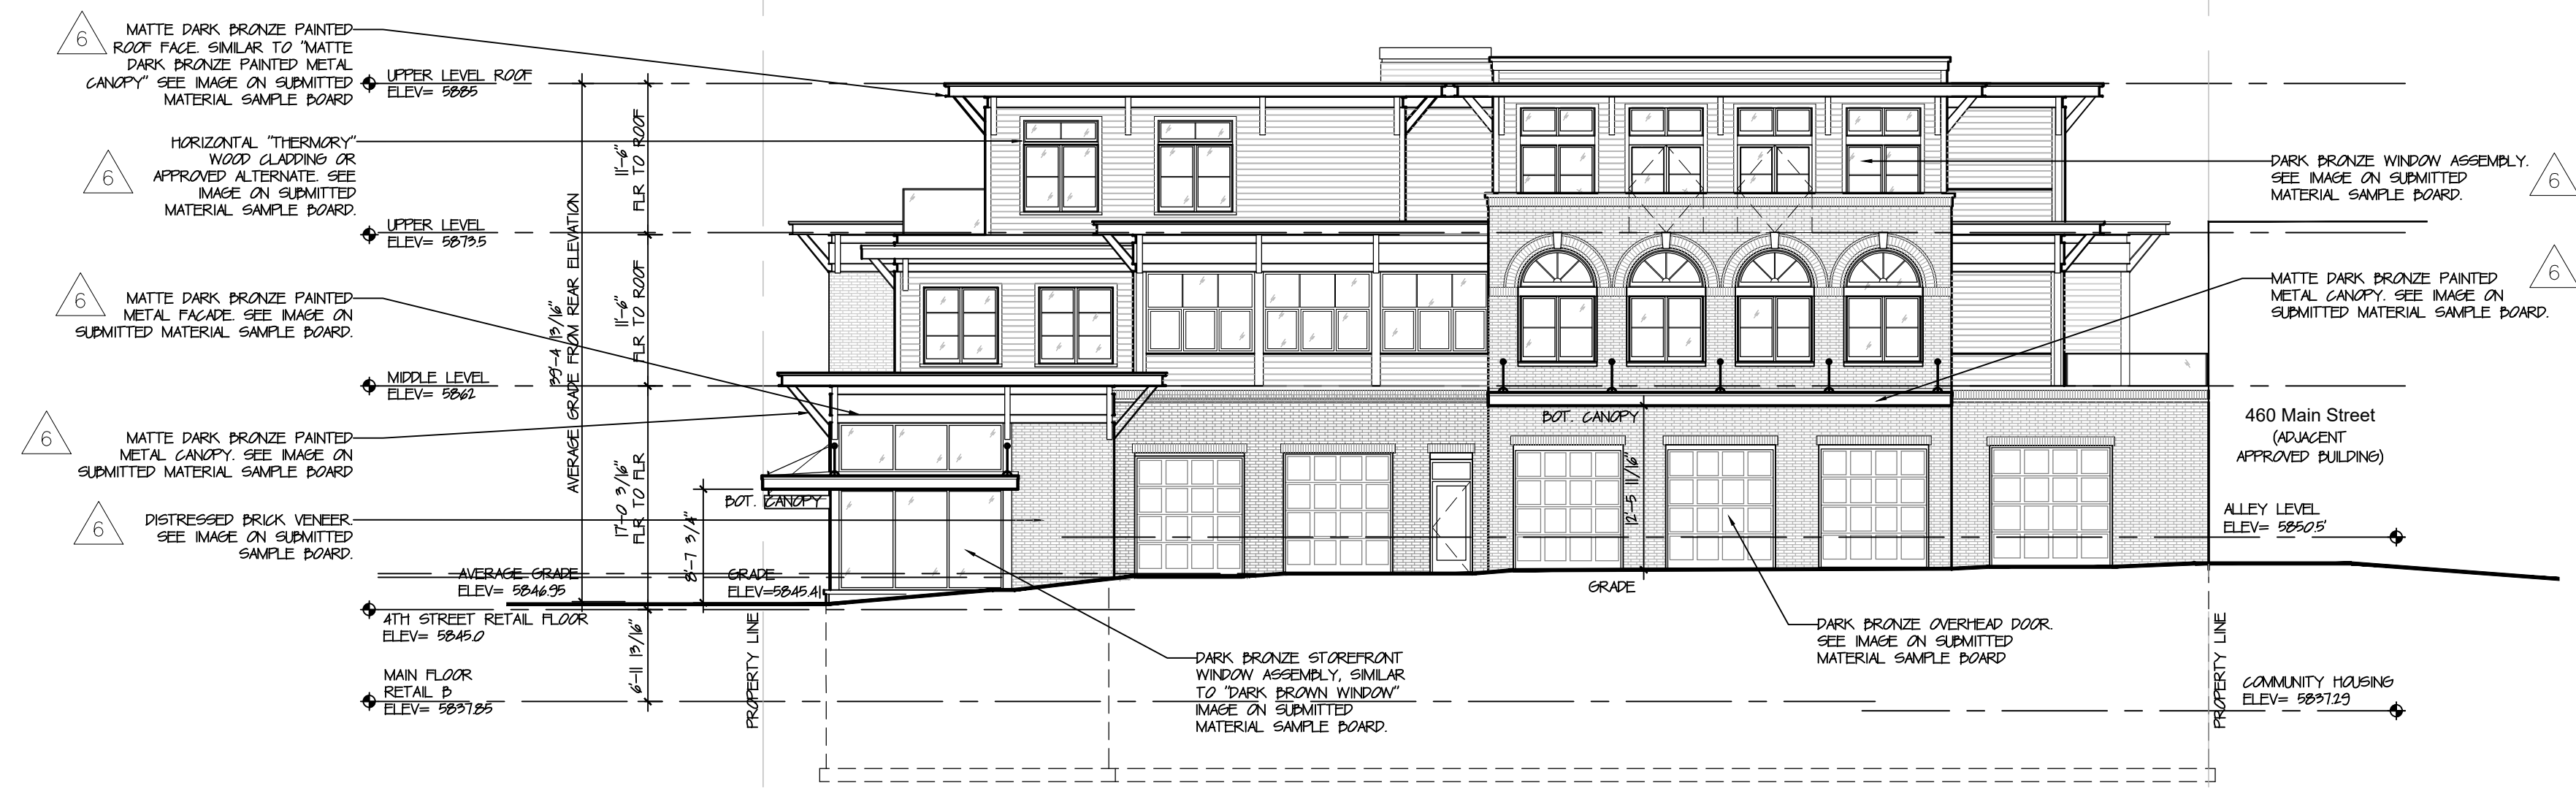 6
MATTE DARK BRONZE PAINTED
ROOF FACE. SIMILAR TO "MATTE
DARK BRONZE PAINTED METAL
CANOPY" SEE IMAGE ON SUBMITTED
MATERIAL SAMPLE BOARD
UPPER LEVEL ROOF
ELEV= 5885
6
HORIZONTAL "THERMORY"
WOOD CLADDING OR
APPROVED ALTERNATE. SEE
IMAGE ON SUBMITTED
MATERIAL SAMPLE BOARD.
UPPER LEVEL
ELEV= 5873.5
6
MATTE DARK BRONZE PAINTED
METAL FACADE. SEE IMAGE ON
SUBMITTED MATERIAL SAMPLE BOARD.
MIDDLE LEVEL
ELEV= 5862
6
MATTE DARK BRONZE PAINTED
METAL CANOPY. SEE IMAGE ON
SUBMITTED MATERIAL SAMPLE BOARD
6
DISTRESSED BRICK VENEER.
SEE IMAGE ON SUBMITTED
SAMPLE BOARD.
AVERAGE GRADE
ELEV= 5846.95
4TH STREET RETAIL FLOOR
ELEV= 5845.0
MAIN FLOOR
RETAIL B
ELEV= 5837.85
39'-4 13/16"
AVERAGE GRADE FROM REAR ELEVATION
11'-6"
FLR TO ROOF
11'-6"
FLR TO ROOF
17'-0 3/16"
FLR TO FLR
6'-11 13/16"
8'-7 3/4"
BOT. CANOPY
GRADE
ELEV=5845.41
PROPERTY LINE
BOT. CANOPY
12'-5 11/16"
GRADE
DARK BRONZE STOREFRONT
WINDOW ASSEMBLY, SIMILAR
TO "DARK BROWN WINDOW"
IMAGE ON SUBMITTED
MATERIAL SAMPLE BOARD.
DARK BRONZE OVERHEAD DOOR.
SEE IMAGE ON SUBMITTED
MATERIAL SAMPLE BOARD
DARK BRONZE WINDOW ASSEMBLY.
SEE IMAGE ON SUBMITTED
MATERIAL SAMPLE BOARD.
6
MATTE DARK BRONZE PAINTED
METAL CANOPY. SEE IMAGE ON
SUBMITTED MATERIAL SAMPLE BOARD.
6
460 Main Street
(ADJACENT
APPROVED BUILDING)
ALLEY LEVEL
ELEV= 5850.5'
PROPERTY LINE
COMMUNITY HOUSING
ELEV= 5837.29